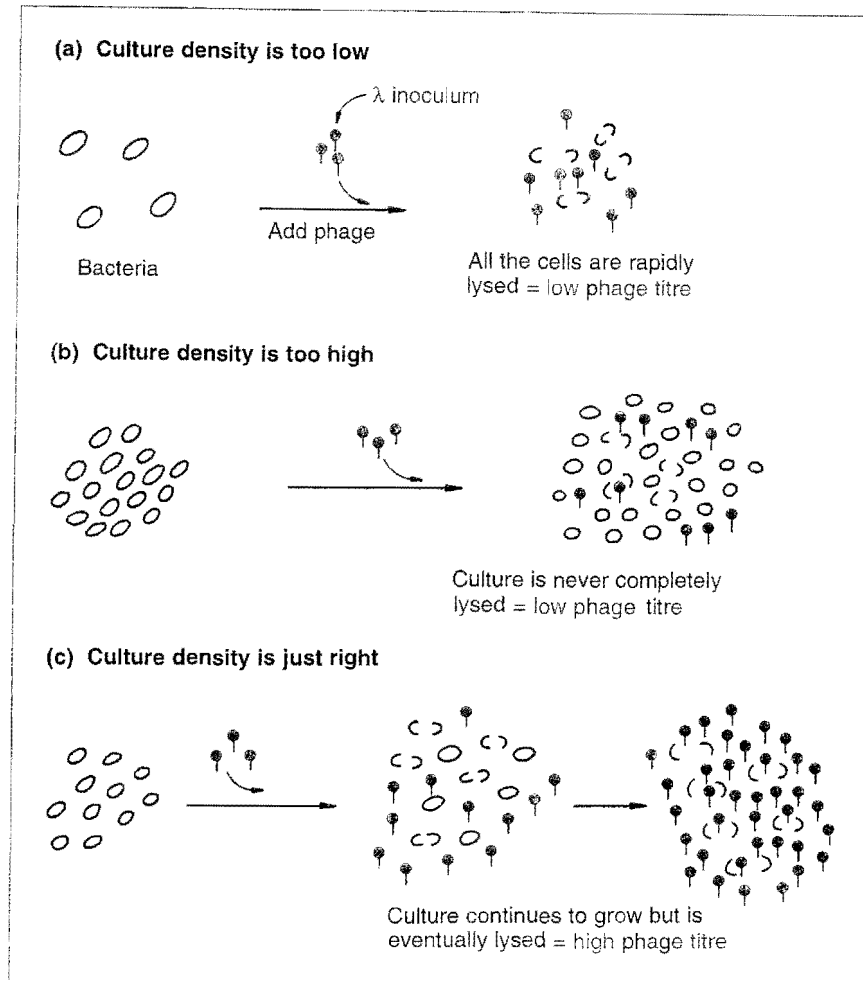 (a) Culture density is too low
λ inoculum
Add phage
Bacteria
All the cells are rapidly
lysed = low phage titre
(b) Culture density is too high
Culture is never completely
lysed = low phage titre
(c) Culture density is just right
Culture continues to grow but is
eventually lysed = high phage titre